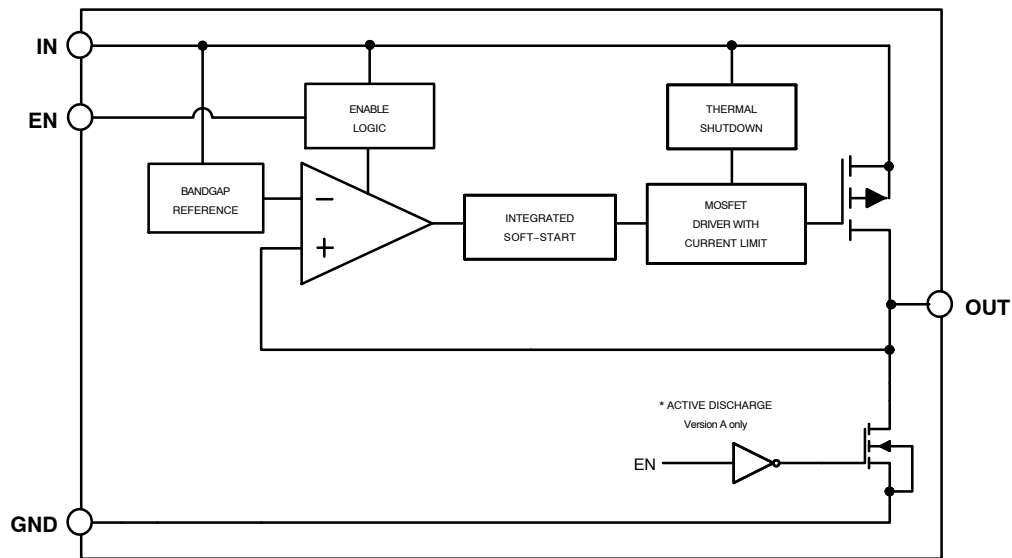 IN
EN
ENABLE
LOGIC
THERMAL
SHUTDOWN
BANDGAP
REFERENCE
−
+
INTEGRATED
SOFT−START
MOSFET
DRIVER WITH
CURRENT LIMIT
OUT
* ACTIVE DISCHARGE
Version A only
EN
GND